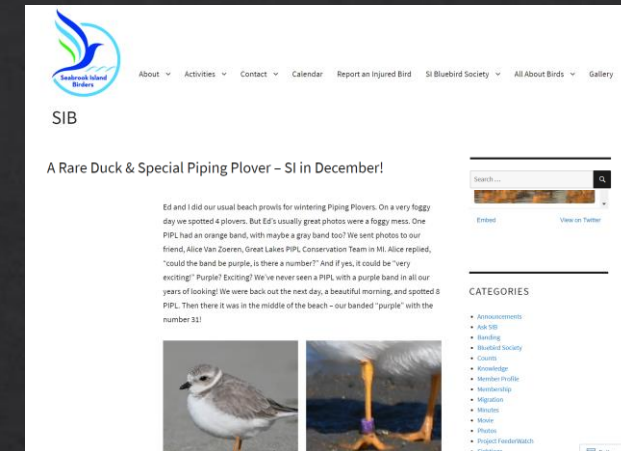 Seabrook Island
Birders
About Activities Contact Calendar Report an Injured Bird SI Bluebird Society All About Birds Gallery
SIB
A Rare Duck & Special Piping Plover – SI in December!
Ed and I did our usual beach prowls for wintering Piping Plovers. On a very foggy
day we spotted 4 plovers. But Ed's usually great photos were a foggy mess. One
PIPL had an orange band, with maybe a gray band too? We sent photos to our
friend, Alice Van Zoeren, Great Lakes PIPL Conservation Team in MI. Alice replied,
"could the band be purple, is there a number?" And if yes, it could be "very
exciting!" Purple? Exciting? We've never seen a PIPL with a purple band in all our
years of looking! We were back out the next day, a beautiful morning, and spotted 8
PIPL. Then there it was in the middle of the beach – our banded "purple" with the
number 31!
Search …
Embed View on Twitter
CATEGORIES
Announcements
Ask SIB
Banding
Bluebird Society
Counts
Knowledge
Member Profile
Membership
Migration
Minutes
Movie
Photos
Project FeederWatch